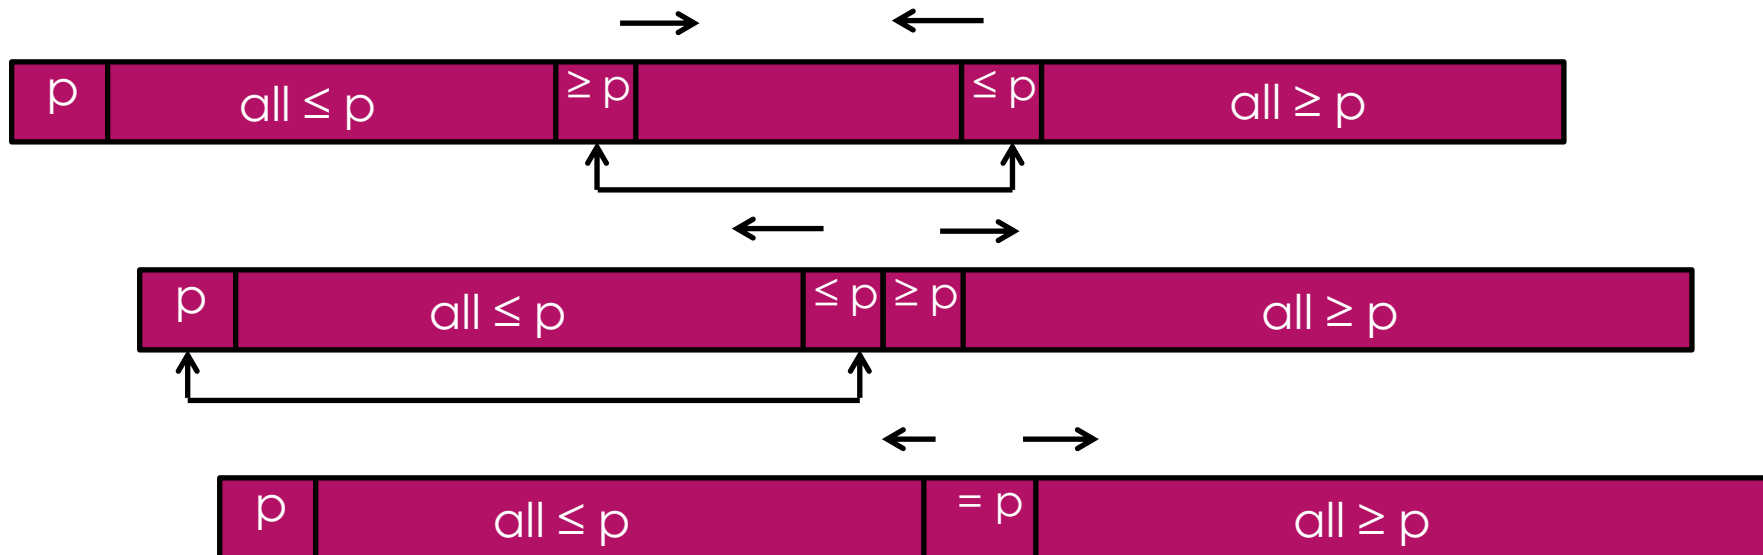 p all ≤ p ≥ p ≤ p all ≥ p
p all ≤ p ≤ p ≥ p all ≥ p
p all ≤ p = p all ≥ p